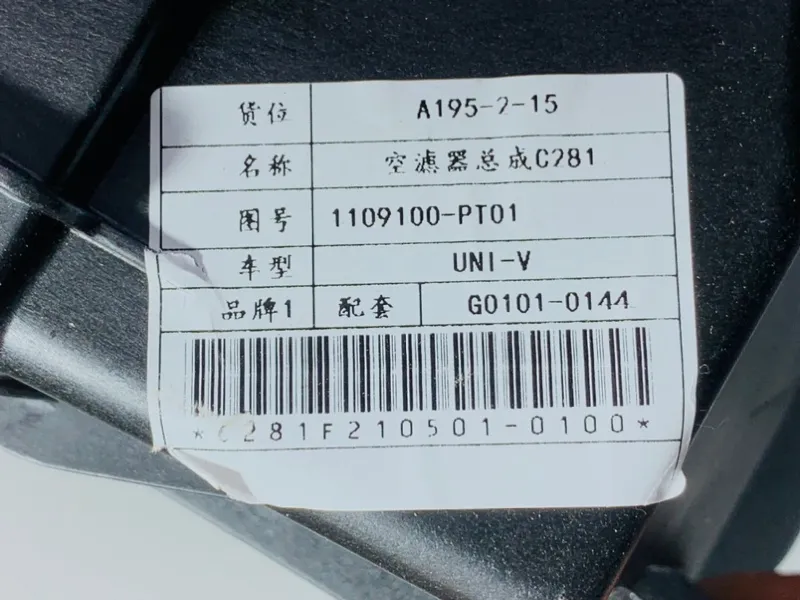 货位 A195-2-15
名称 空滤器总成C281
图号 1109100-PT01
车型 UNI-V
品牌1 配套 G0101-0144
*C281F210501-0100*